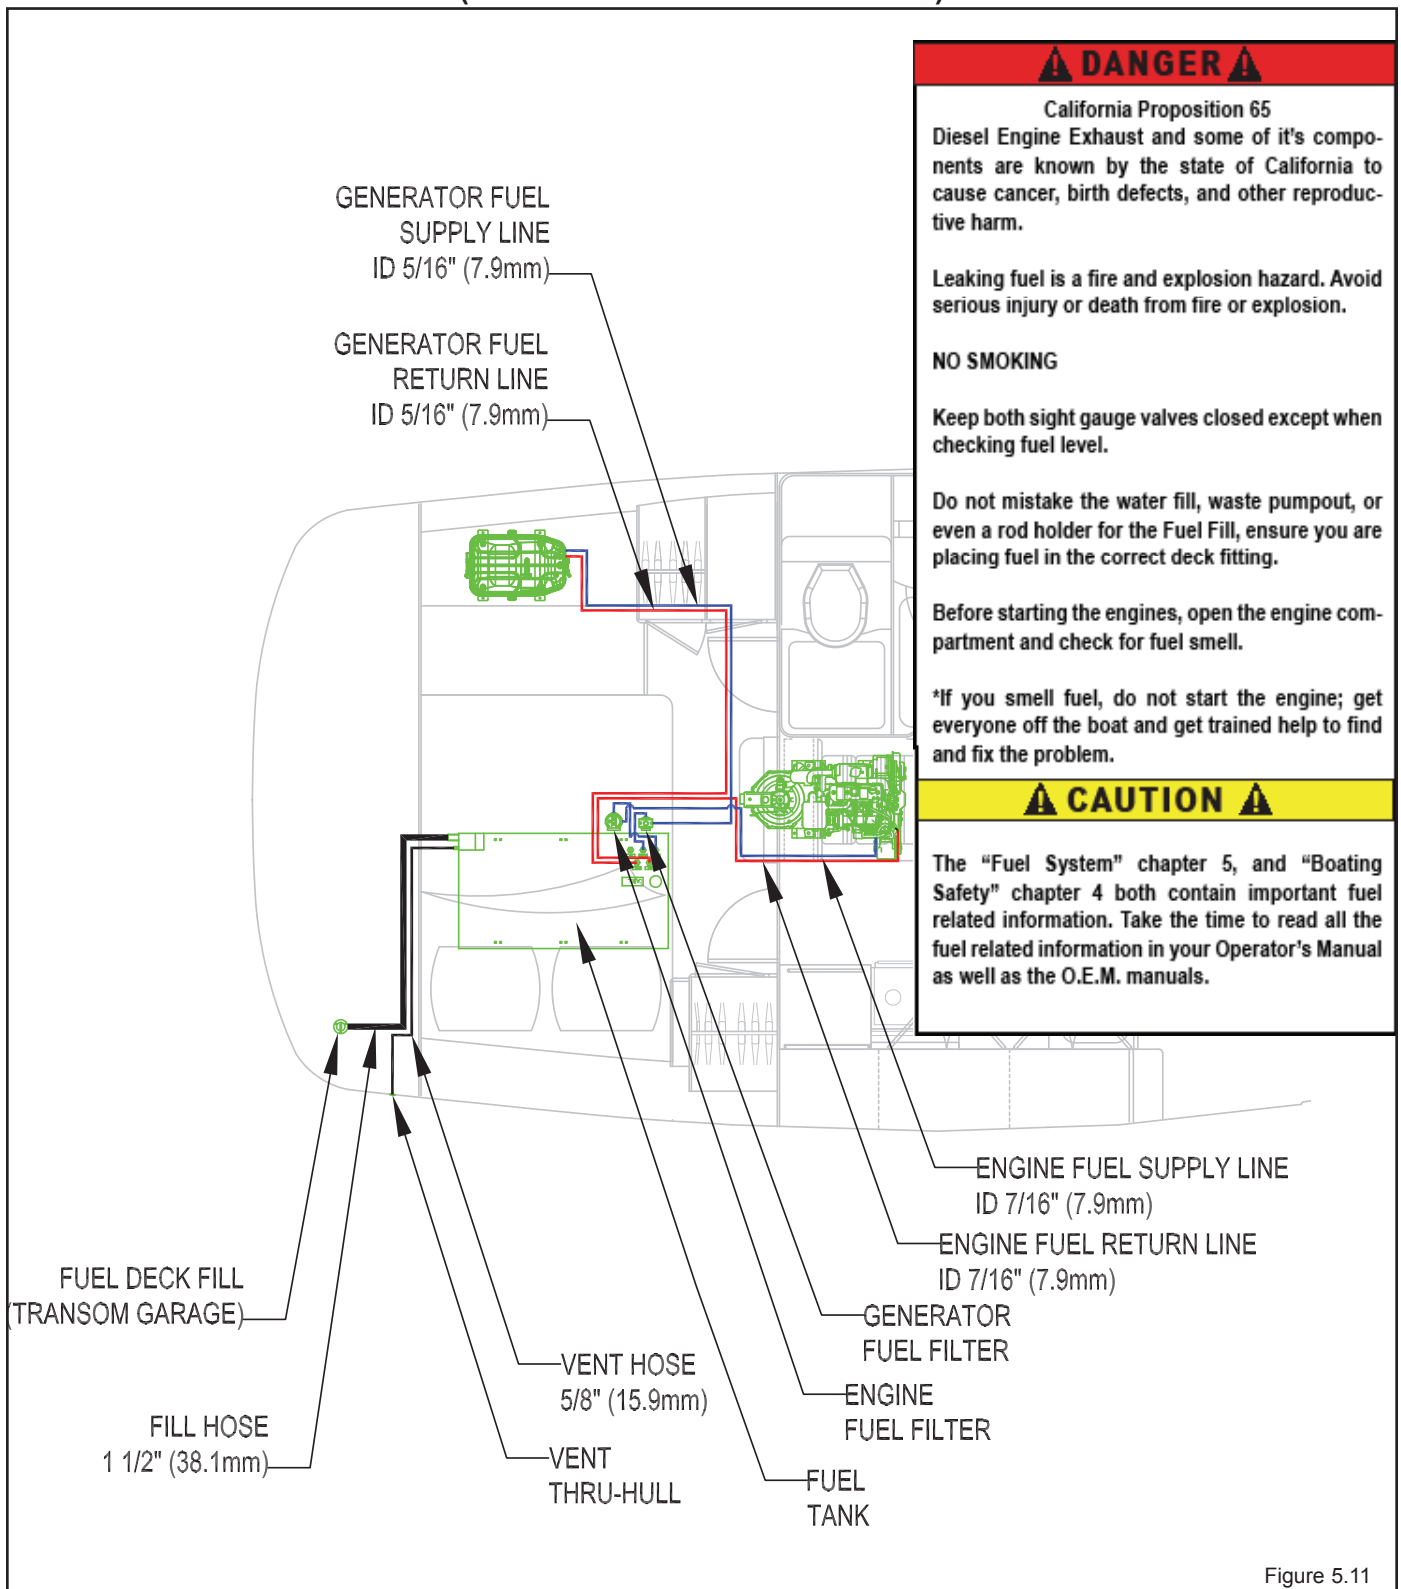 DANGER
California Proposition 65
Diesel Engine Exhaust and some of it's compo-
nents are known by the state of California to
cause cancer, birth defects, and other reproduc-
tive harm.
Leaking fuel is a fire and explosion hazard. Avoid
serious injury or death from fire or explosion.
NO SMOKING
Keep both sight gauge valves closed except when
checking fuel level.
Do not mistake the water fill, waste pumpout, or
even a rod holder for the Fuel Fill, ensure you are
placing fuel in the correct deck fitting.
Before starting the engines, open the engine com-
partment and check for fuel smell.
*If you smell fuel, do not start the engine; get
everyone off the boat and get trained help to find
and fix the problem.
CAUTION
The “Fuel System” chapter 5, and “Boating
Safety” chapter 4 both contain important fuel
related information. Take the time to read all the
fuel related information in your Operator’s Manual
as well as the O.E.M. manuals.
GENERATOR FUEL
SUPPLY LINE
ID 5/16" (7.9mm)
GENERATOR FUEL
RETURN LINE
ID 5/16" (7.9mm)
ENGINE FUEL SUPPLY LINE
ID 7/16" (7.9mm)
ENGINE FUEL RETURN LINE
ID 7/16" (7.9mm)
GENERATOR
FUEL FILTER
ENGINE
FUEL FILTER
FUEL
TANK
FUEL DECK FILL
(TRANSOM GARAGE)
VENT HOSE
5/8" (15.9mm)
FILL HOSE
1 1/2" (38.1mm)
VENT
THRU-HULL
Figure 5.11